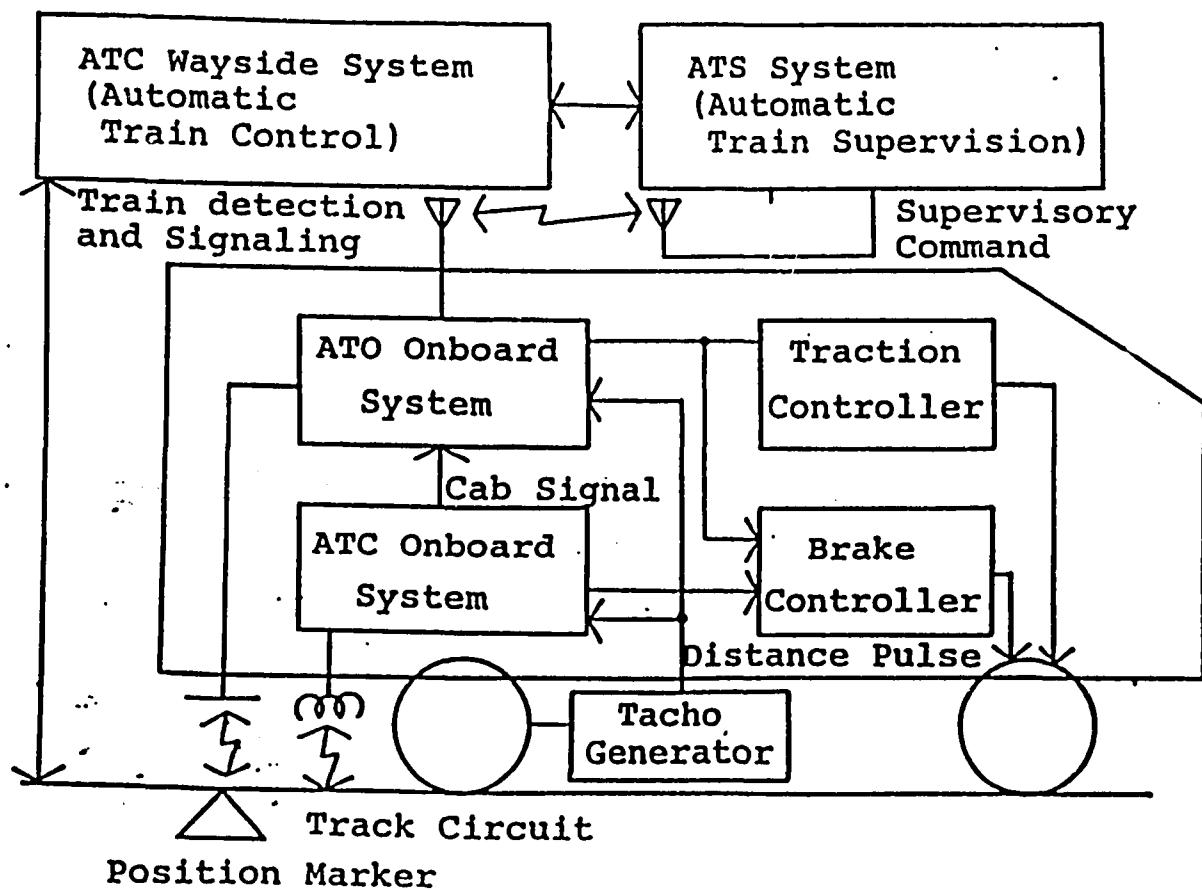 ATC Wayside System
(Automatic
Train Control)
ATS System
(Automatic
Train Supervision)
Train detection
and Signaling
Supervisory
Command
ATO Onboard
System
Traction
Controller
Cab Signal
ATC Onboard
System
Brake
Controller
Distance Pulse
Tacho
Generator
Track Circuit
Position Marker